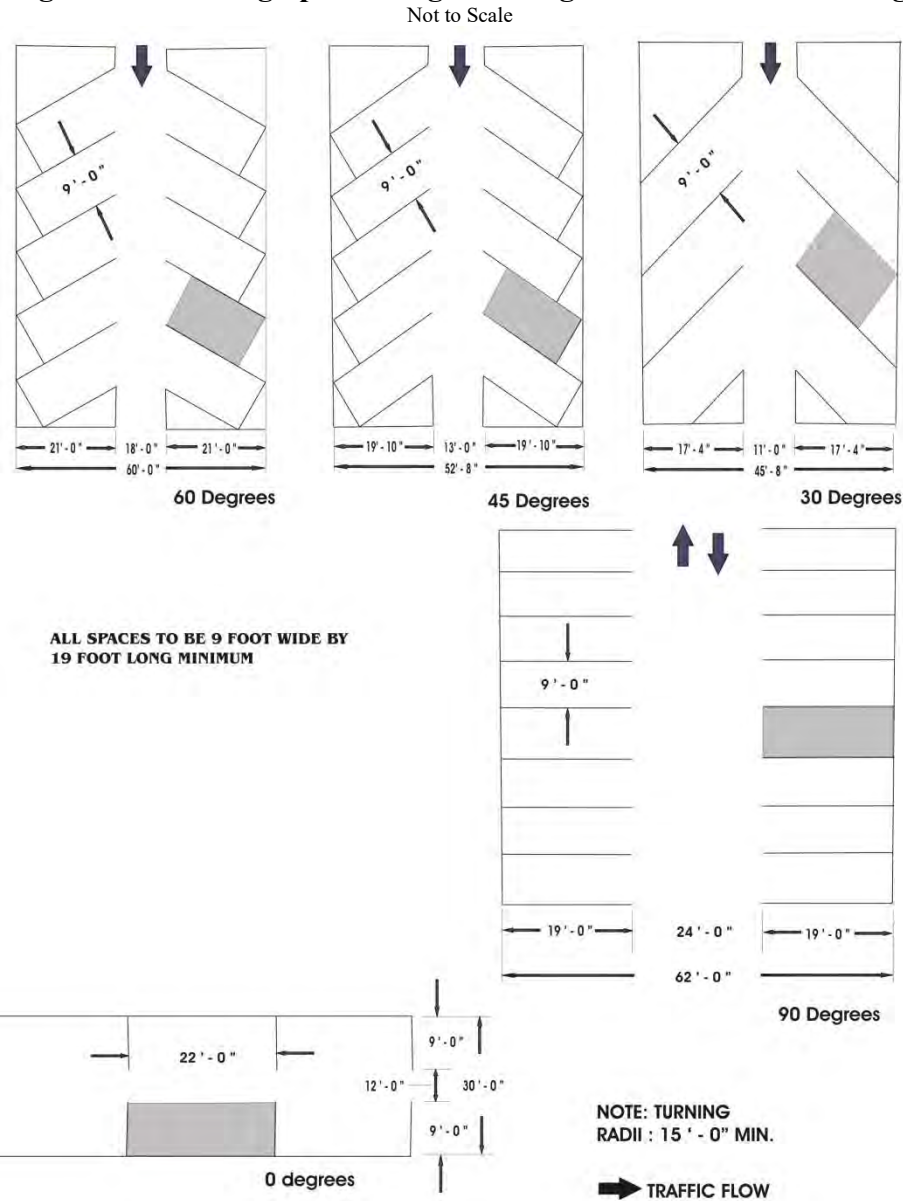 Not to Scale
9'-0"
9'-0"
9'-0"
21'-0" 18'-0" 21'-0"
60'-0"
60 Degrees
19'-10" 13'-0" 19'-10"
52'-8"
45 Degrees
17'-4" 11'-0" 17'-4"
45'-8"
30 Degrees
ALL SPACES TO BE 9 FOOT WIDE BY
19 FOOT LONG MINIMUM
9'-0"
19'-0" 24'-0" 19'-0"
62'-0"
90 Degrees
22'-0"
9'-0"
12'-0" 30'-0"
9'-0"
0 degrees
NOTE: TURNING
RADII : 15 ' - 0" MIN.
TRAFFIC FLOW